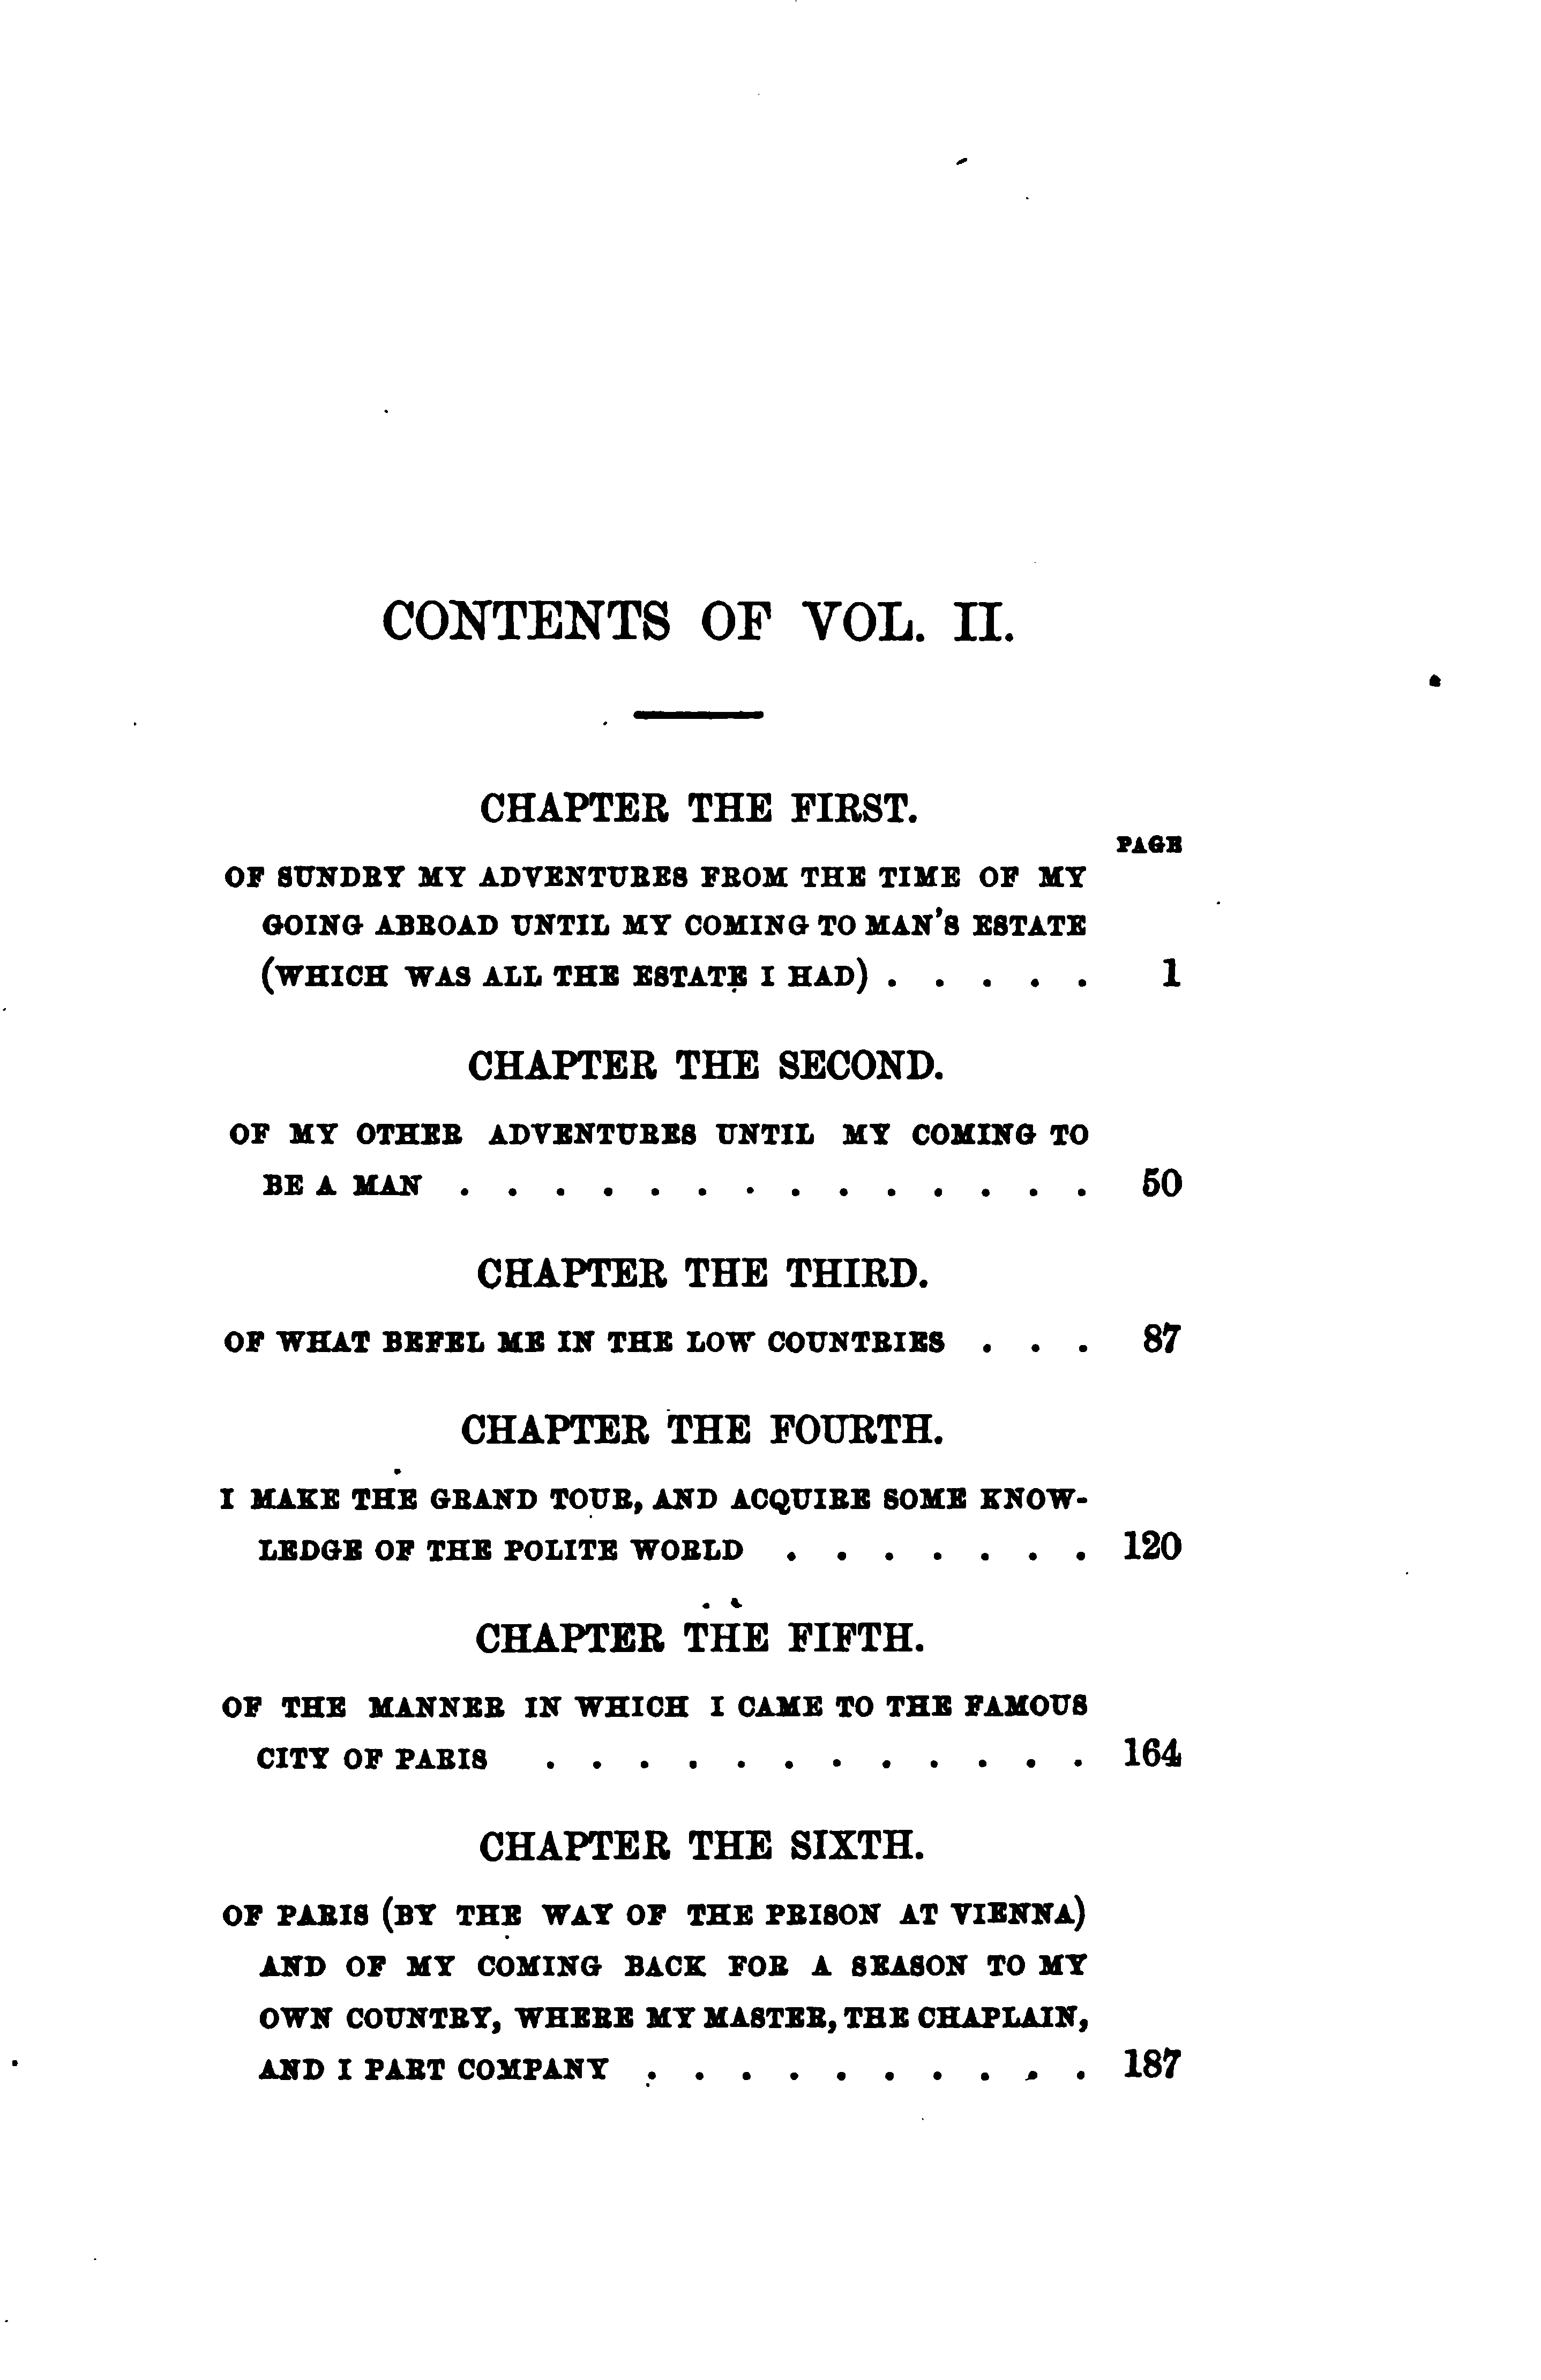 CONTENTS OF VOL. II.
CHAPTER THE FIRST.
PAGE
OF SUNDRY MY ADVENTURES FROM THE TIME OF MY
GOING ABROAD UNTIL MY COMING TO MAN'S ESTATE
(WHICH WAS ALL THE ESTATE I HAD) . . . . . 1
CHAPTER THE SECOND.
OF MY OTHER ADVENTURES UNTIL MY COMING TO
BE A MAN . . . . . . . . . . . . . . 50
CHAPTER THE THIRD.
OF WHAT BEFEL ME IN THE LOW COUNTRIES . . . 87
CHAPTER THE FOURTH.
I MAKE THE GRAND TOUR, AND ACQUIRE SOME KNOW-
LEDGE OF THE POLITE WORLD . . . . . . . 120
CHAPTER THE FIFTH.
OF THE MANNER IN WHICH I CAME TO THE FAMOUS
CITY OF PARIS . . . . . . . . . . . . 164
CHAPTER THE SIXTH.
OF PARIS (BY THE WAY OF THE PRISON AT VIENNA)
AND OF MY COMING BACK FOR A SEASON TO MY
OWN COUNTRY, WHERE MY MASTER, THE CHAPLAIN,
AND I PART COMPANY . . . . . . . . . . 187